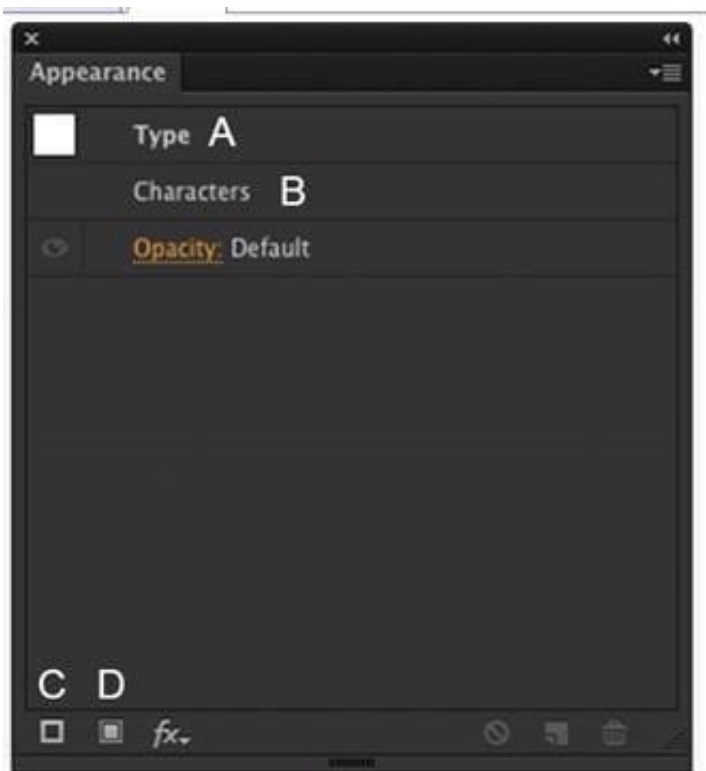 Appearance
Type A
Characters B
Opacity: Default
C D
fx